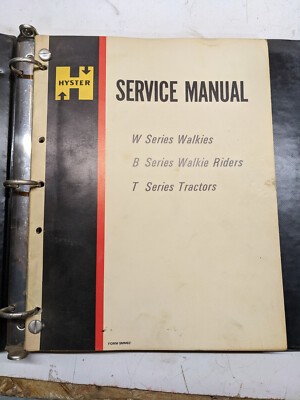 HYSTER
SERVICE MANUAL
W Series Walkies
B Series Walkie Riders
T Series Tractors